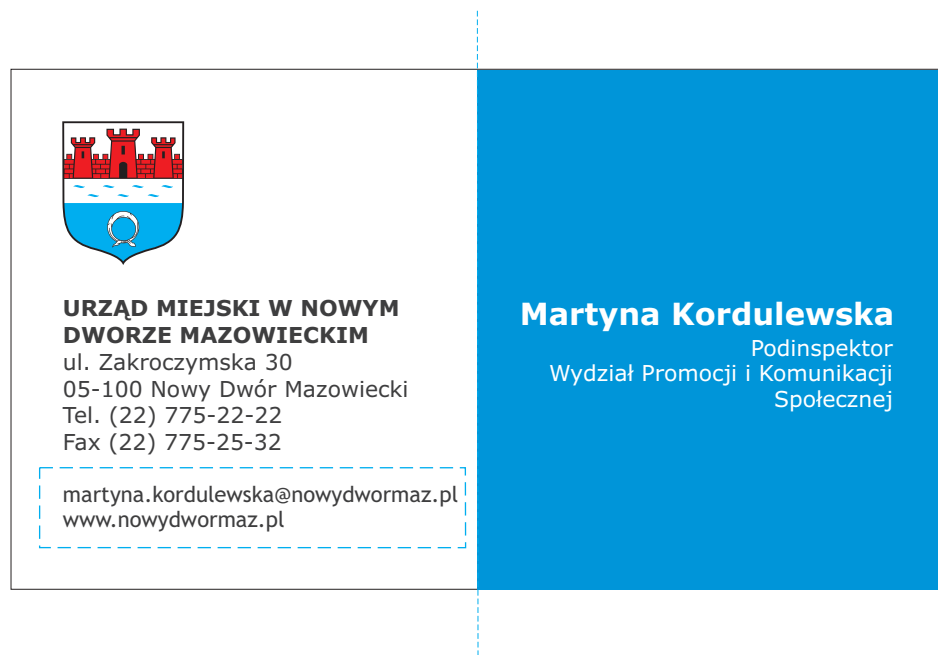 URZĄD MIEJSKI W NOWYM
DWORZE MAZOWIECKIM
ul. Zakroczymska 30
05-100 Nowy Dwór Mazowiecki
Tel. (22) 775-22-22
Fax (22) 775-25-32
martyna.kordulewska@nowydwormaz.pl
www.nowydwormaz.pl
Martyna Kordulewska
Podinspektor
Wydział Promocji i Komunikacji
Społecznej